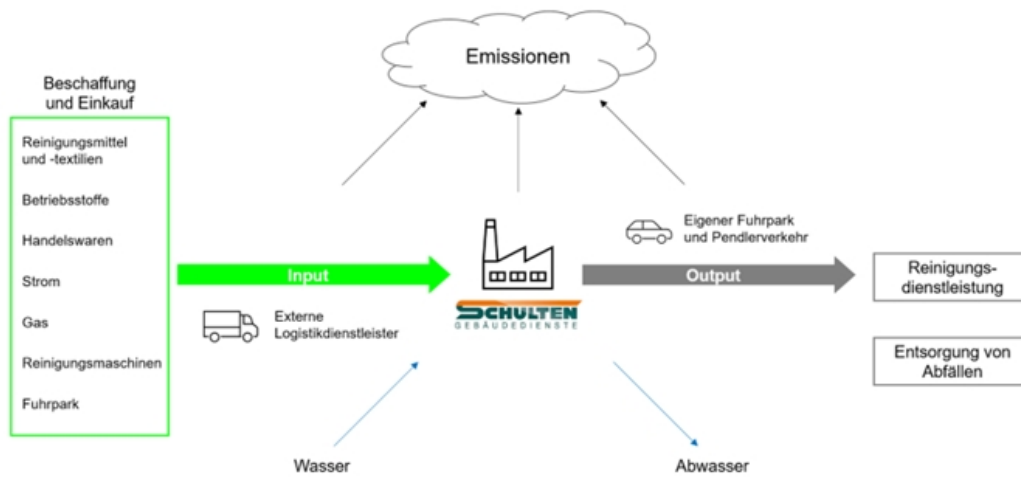 Emissionen
Beschaffung
und Einkauf
Reinigungsmittel
und -textilien
Betriebsstoffe
Handelswaren
Strom
Gas
Reinigungsmaschinen
Fuhrpark
Input
Externe
Logistikdienstleister
SCHULTEN
GEBÄUDEDIENSTE
Eigener Fuhrpark
und Pendlerverkehr
Output
Reinigungs-
dienstleistung
Entsorgung von
Abfällen
Wasser
Abwasser